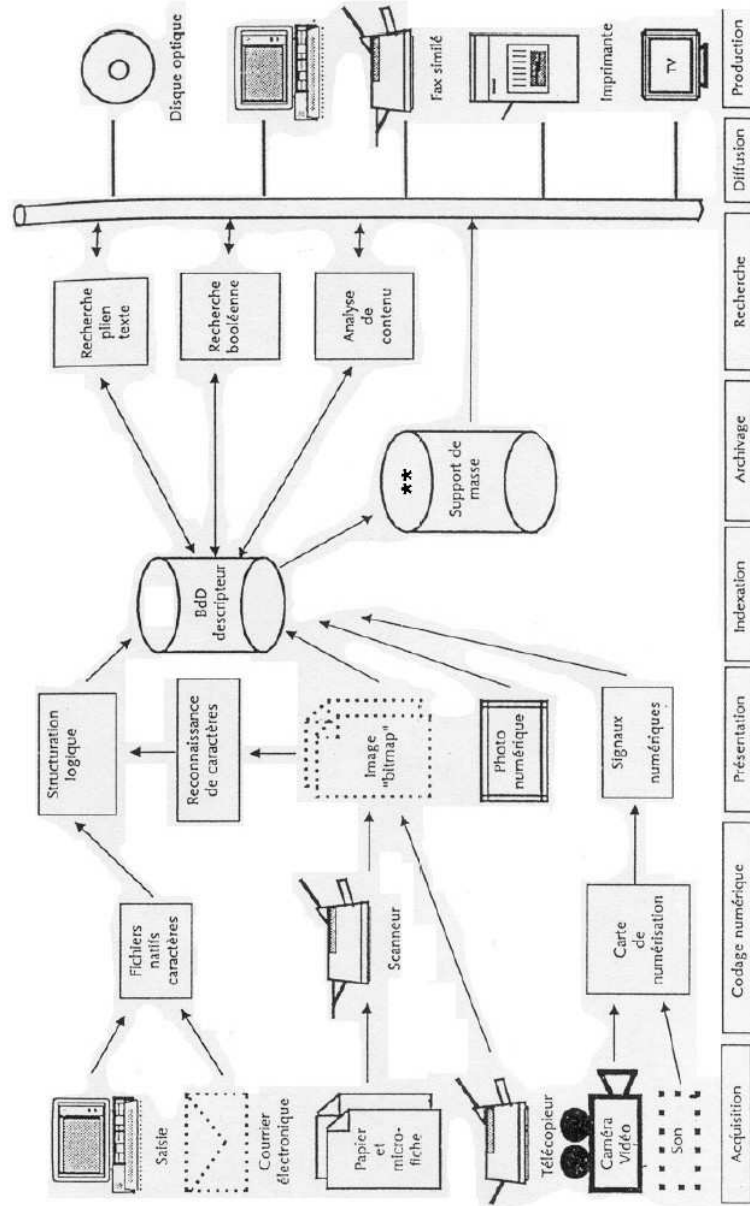 Saisie
Courrier
électronique
Papier
et
micro-
fiche
Télécopieur
Caméra
Vidéo
Son
Fichiers
natifs
caractères
Scanneur
Carte
de
numérisation
Structuration
logique
Reconnaissance
de caractères
Image
"bitmap"
Photo
numérique
Signaux
numériques
BdD
descripteur
**
Support de
masse
Recherche
plien
texte
Recherche
booléenne
Analyse
de
contenu
Disque optique
Fax similé
Imprimante
TV
Acquisition
Codage numérique
Présentation
Indexation
Archivage
Recherche
Diffusion
Production